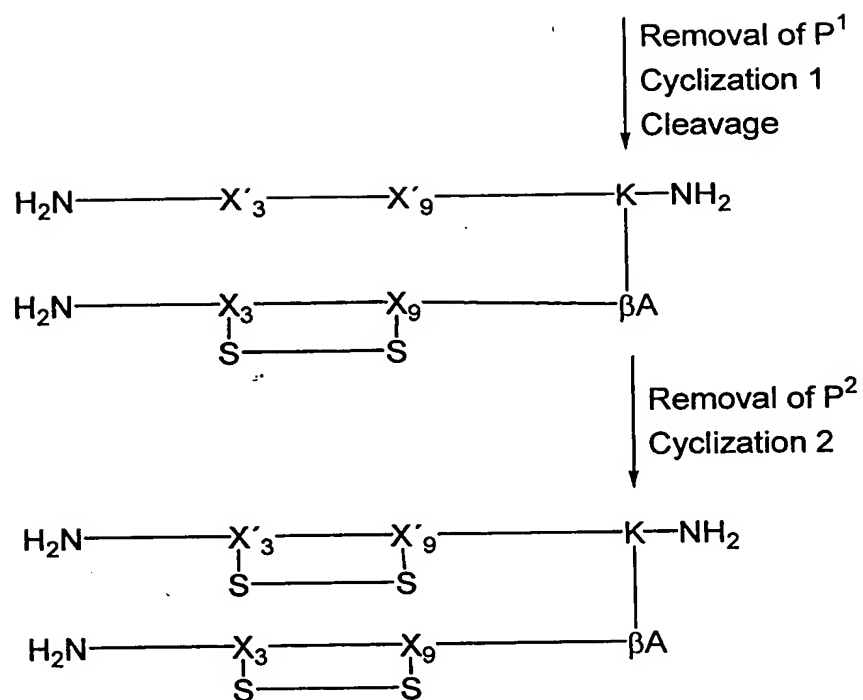 Removal of P¹
Cyclization 1
Cleavage
H₂N X´₃ X´₉ K NH₂
H₂N X₃ X₉ βA
S S
Removal of P²
Cyclization 2
H₂N X´₃ X´₉ K NH₂
S S
H₂N X₃ X₉ βA
S S